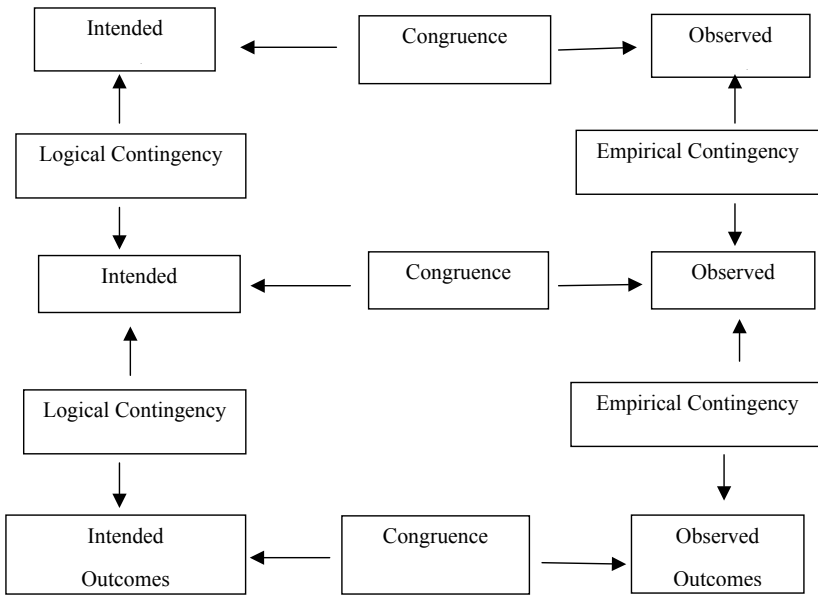 Intended
Congruence
Observed
Logical Contingency
Empirical Contingency
Intended
Congruence
Observed
Logical Contingency
Empirical Contingency
Intended
Outcomes
Congruence
Observed
Outcomes